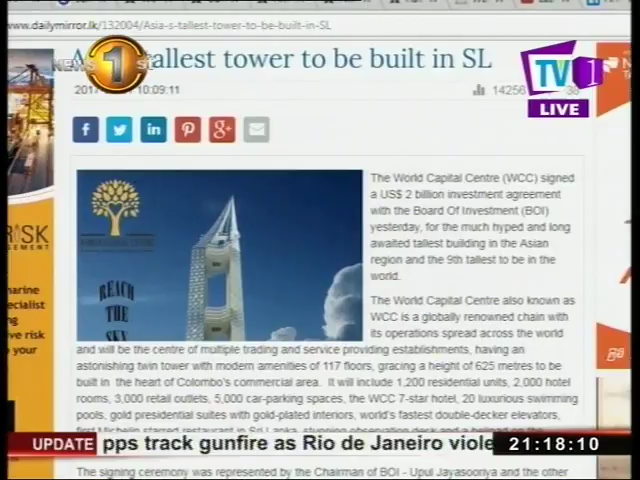 www.dailymirror.lk/132004/Asia-s-tallest-tower-to-be-built-in-SL
tallest tower to be built in SL
NEWS 1ST
TV1
LIVE
10:09:11
14256
REACH
THE
The World Capital Centre (WCC) signed
a US$ 2 billion investment agreement
with the Board Of Investment (BOI)
yesterday, for the much hyped and long
awaited tallest building in the Asian
region and the 9th tallest to be in the
world.
The World Capital Centre also known as
WCC is a globally renowned chain with
its operations spread across the world
and will be the centre of multiple trading and service providing establishments, having an
astonishing twin tower with modern amenities of 117 floors, gracing a height of 625 metres to be
built in the heart of Colombo's commercial area. It will include 1,200 residential units, 2,000 hotel
rooms, 3,000 retail outlets, 5,000 car-parking spaces, the WCC 7-star hotel, 20 luxurious swimming
pools, gold presidential suites with gold-plated interiors, world's fastest double-decker elevators,
UPDATE
pps track gunfire as Rio de Janeiro viole
21:18:10
The signing ceremony was represented by the Chairman of BOI - Upul Jayasooriya and the other